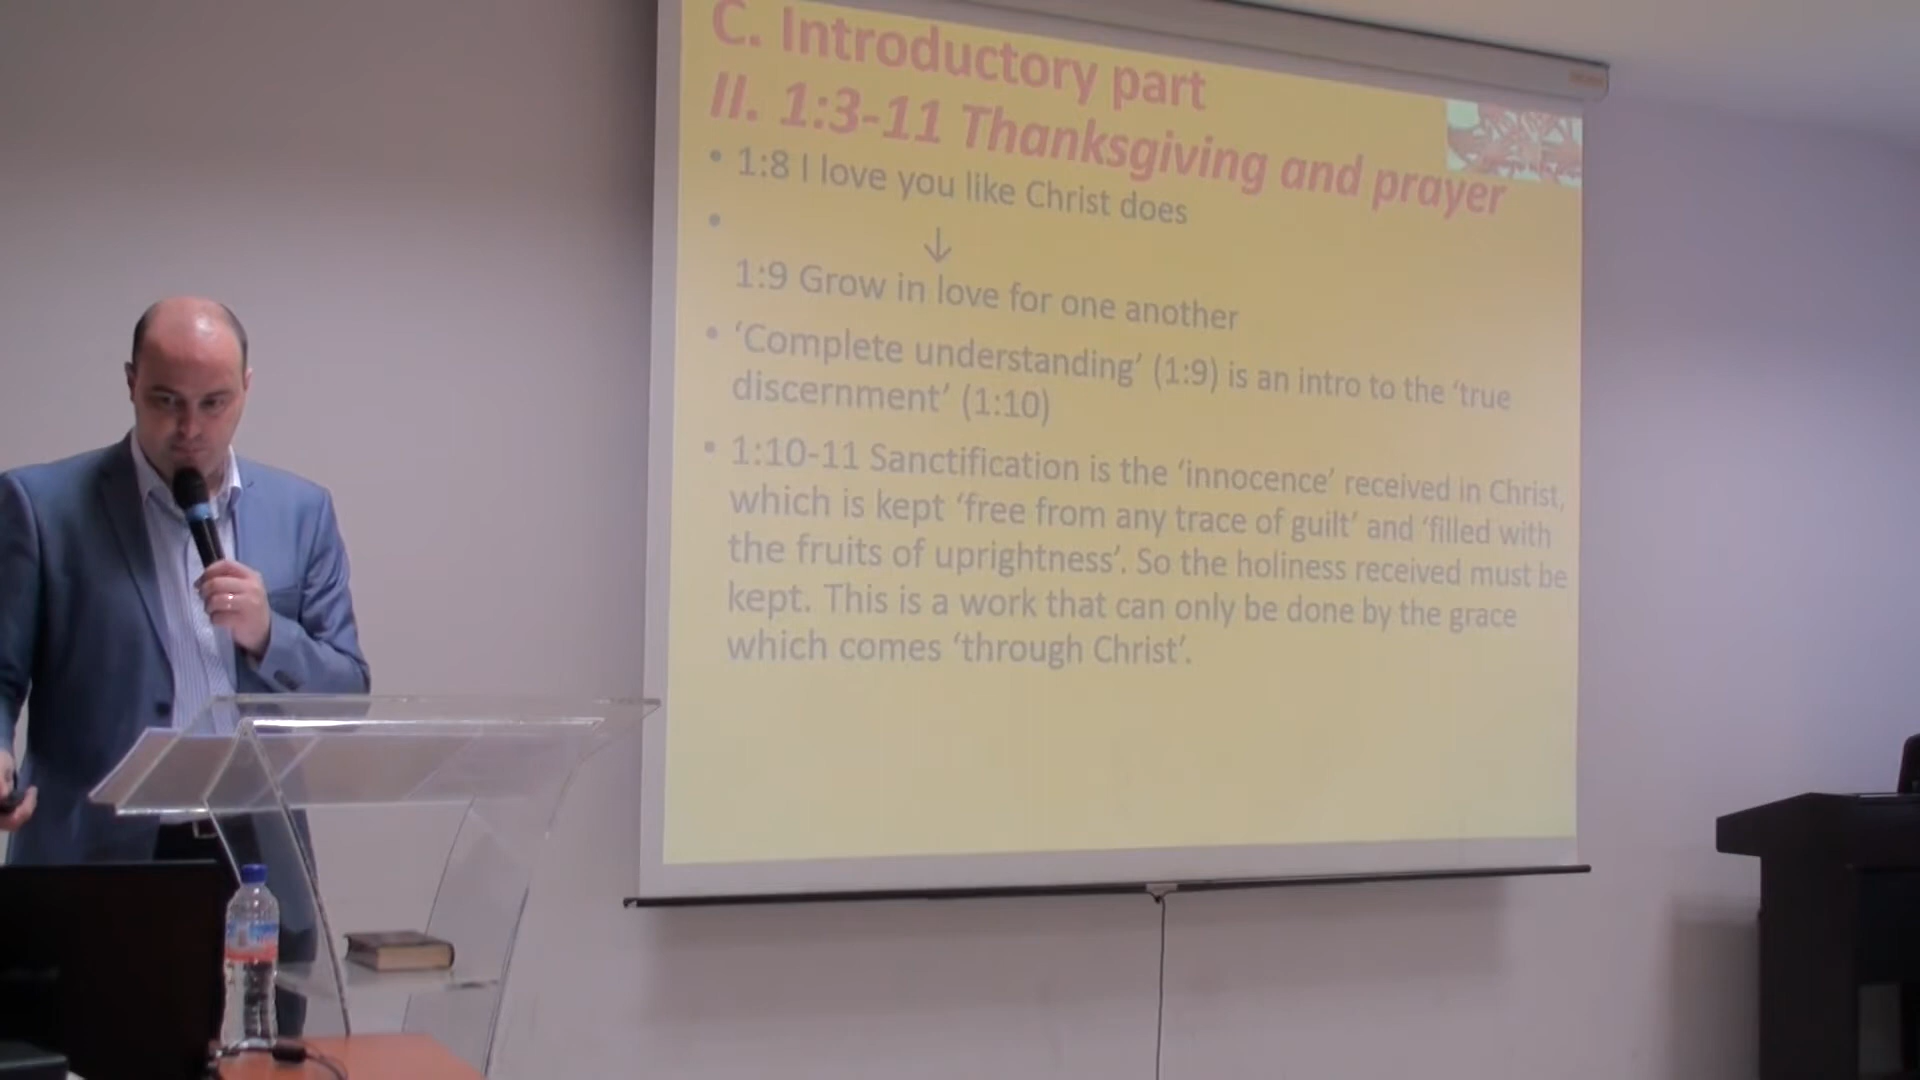 C. Introductory part
II. 1:3-11 Thanksgiving and prayer
• 1:8 I love you like Christ does
•
↓
1:9 Grow in love for one another
• ‘Complete understanding’ (1:9) is an intro to the ‘true
discernment’ (1:10)
• 1:10-11 Sanctification is the ‘innocence’ received in Christ,
which is kept ‘free from any trace of guilt’ and ‘filled with
the fruits of uprightness’. So the holiness received must be
kept. This is a work that can only be done by the grace
which comes ‘through Christ’.